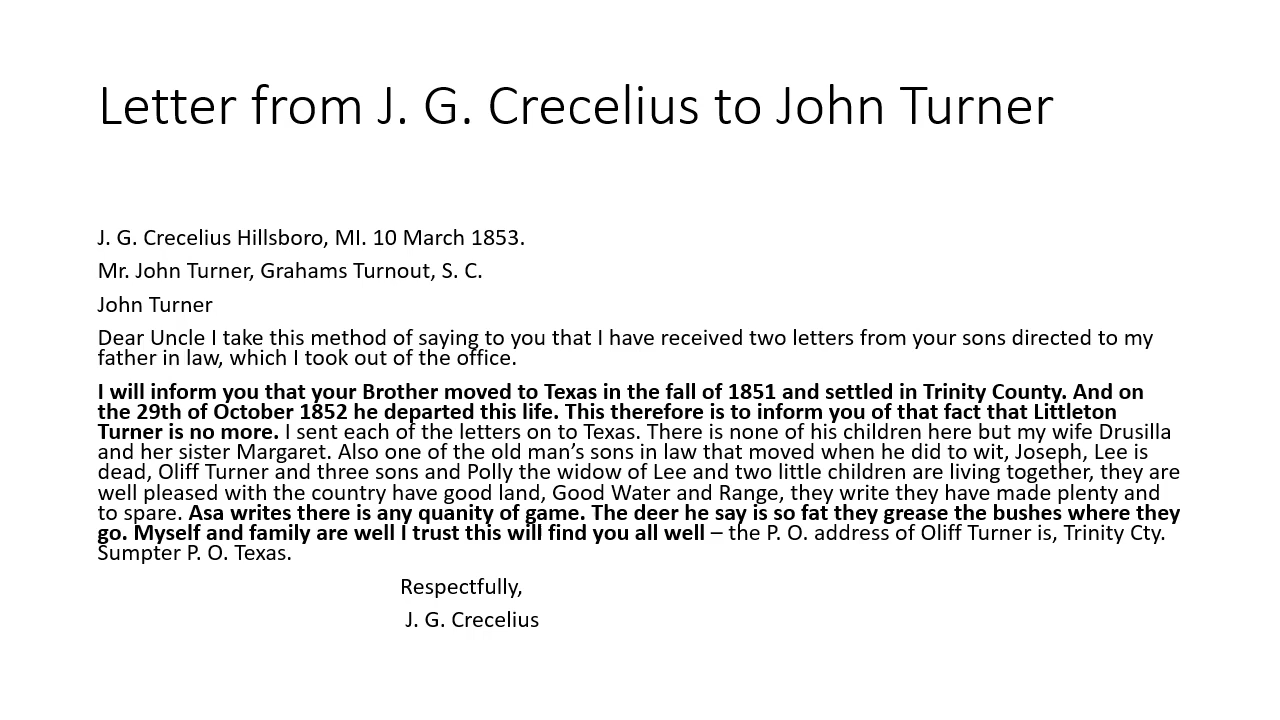 Letter from J. G. Crecelius to John Turner
J. G. Crecelius Hillsboro, MI. 10 March 1853.
Mr. John Turner, Grahams Turnout, S. C.
John Turner
Dear Uncle I take this method of saying to you that I have received two letters from your sons directed to my
father in law, which I took out of the office.
I will inform you that your Brother moved to Texas in the fall of 1851 and settled in Trinity County. And on
the 29th of October 1852 he departed this life. This therefore is to inform you of that fact that Littleton
Turner is no more. I sent each of the letters on to Texas. There is none of his children here but my wife Drusilla
and her sister Margaret. Also one of the old man’s sons in law that moved when he did to wit, Joseph, Lee is
dead, Oliff Turner and three sons and Polly the widow of Lee and two little children are living together, they are
well pleased with the country have good land, Good Water and Range, they write they have made plenty and
to spare. Asa writes there is any quanity of game. The deer he say is so fat they grease the bushes where they
go. Myself and family are well I trust this will find you all well – the P. O. address of Oliff Turner is, Trinity Cty.
Sumpter P. O. Texas.
Respectfully,
J. G. Crecelius